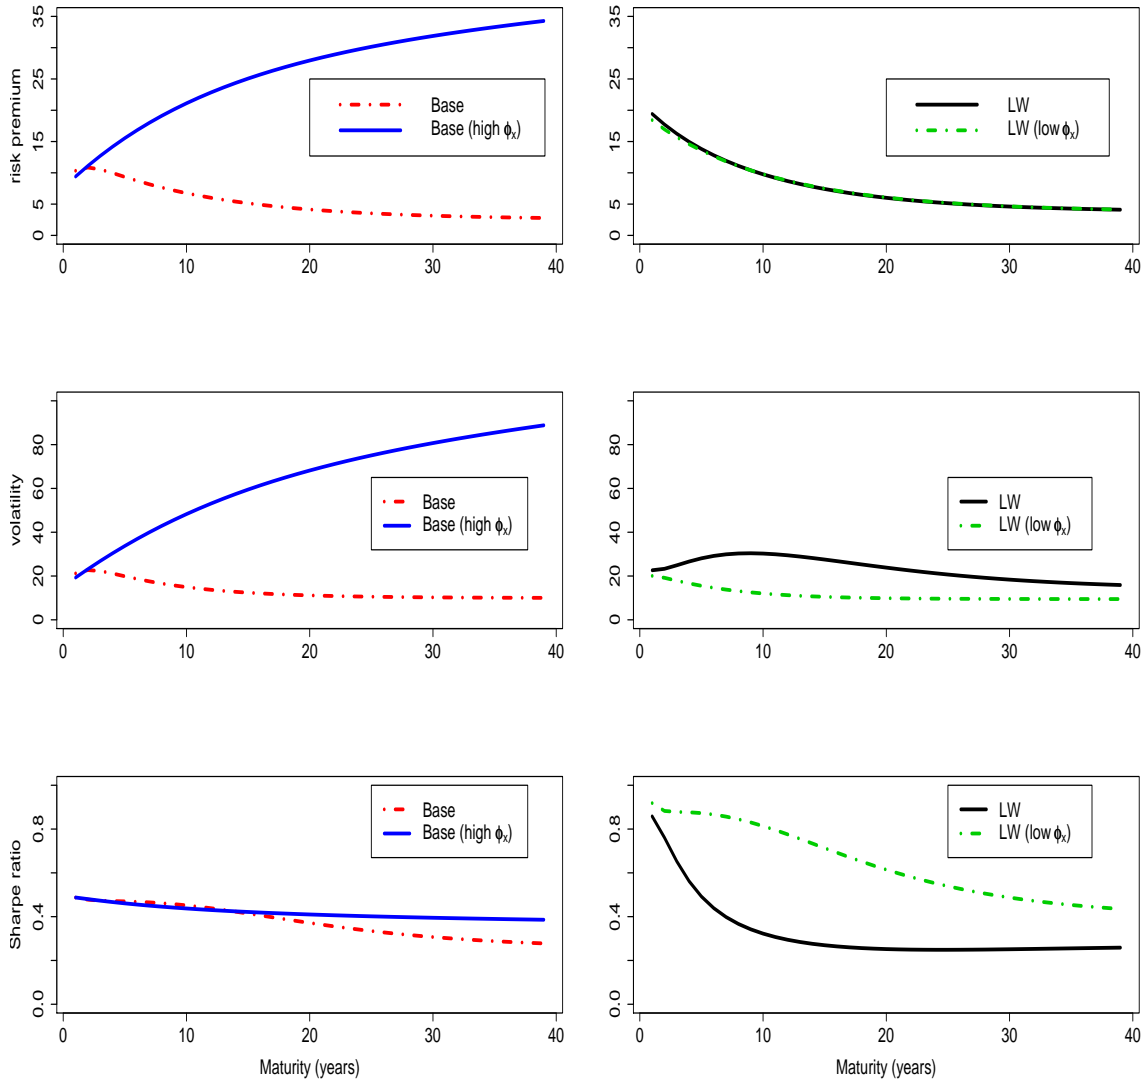 risk premium
0 5 15 25 35
Base
Base (high ϕx)
0 10 20 30 40
0 5 15 25 35
LW
LW (low ϕx)
0 10 20 30 40
volatility
0 20 40 60 80
Base
Base (high ϕx)
0 10 20 30 40
0 20 40 60 80
LW
LW (low ϕx)
0 10 20 30 40
Sharpe ratio
0.0 0.4 0.8
Base
Base (high ϕx)
0 10 20 30 40
Maturity (years)
0.0 0.4 0.8
LW
LW (low ϕx)
0 10 20 30 40
Maturity (years)